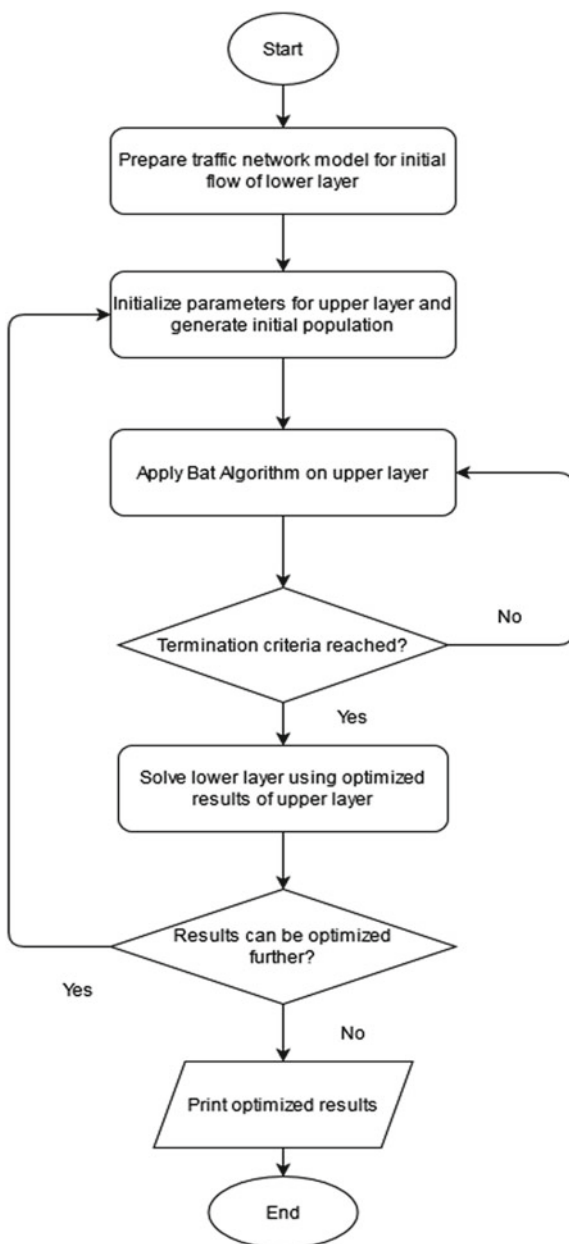 Start
Prepare traffic network model for initial
flow of lower layer
Initialize parameters for upper layer and
generate initial population
Apply Bat Algorithm on upper layer
Termination criteria reached?
No
Yes
Solve lower layer using optimized
results of upper layer
Results can be optimized
further?
Yes
No
Print optimized results
End